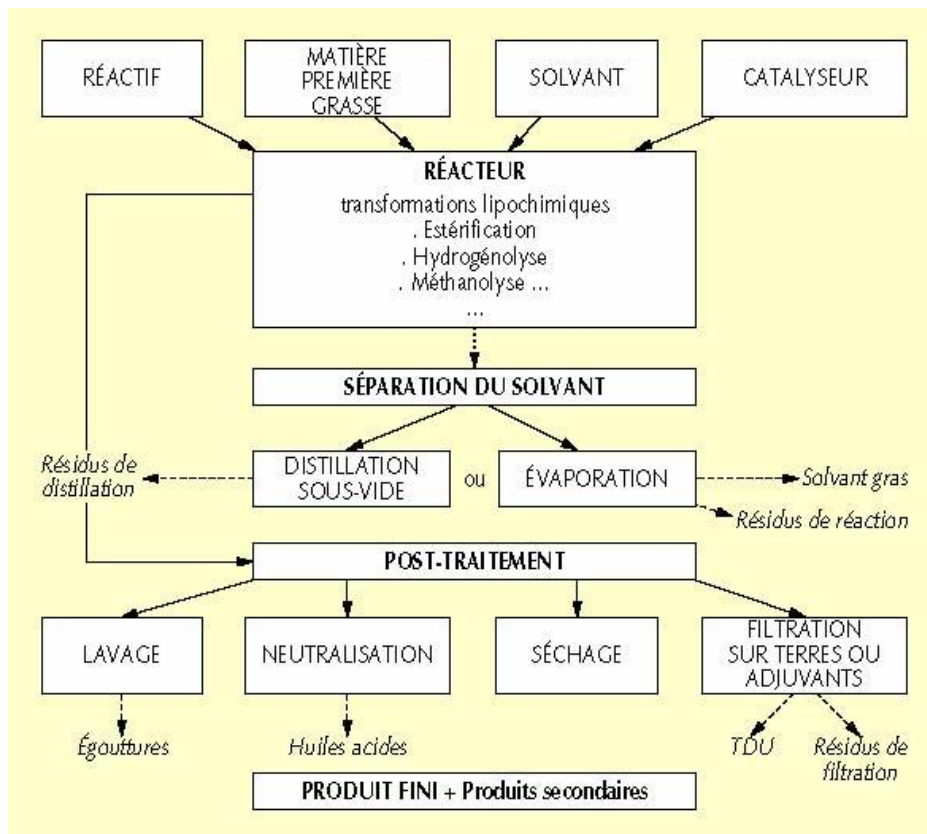 RÉACTIF
MATIÈRE
PREMIÈRE
GRASSE
SOLVANT
CATALYSEUR
RÉACTEUR
transformations lipochimiques
. Estérification
. Hydrogénolyse
. Méthanolyse ...
...
SÉPARATION DU SOLVANT
Résidus de
distillation
DISTILLATION
SOUS-VIDE
ou
ÉVAPORATION
Solvant gras
Résidus de réaction
POST-TRAITEMENT
LAVAGE
NEUTRALISATION
SÉCHAGE
FILTRATION
SUR TERRES OU
ADJUVANTS
Égouttures
Huiles acides
TDU
Résidus de
filtration
PRODUIT FINI + Produits secondaires